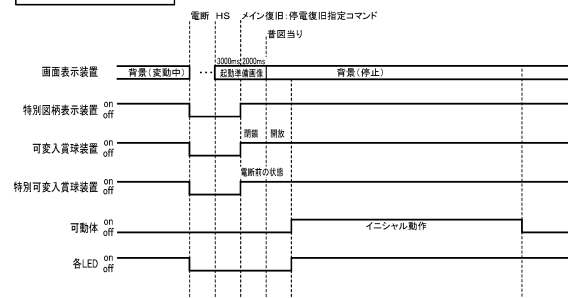 電断 HS メイン復旧:停電復旧指定コマンド
普図当り
3000ms 2000ms
画面表示装置 背景(変動中) ··· 起動準備画像 背景(停止)
特別図柄表示装置 on
off
閉鎖 開放
可変入賞球装置 on
off
電断前の状態
特別可変入賞球装置 on
off
可動体 on
off イニシャル動作
各LED on
off